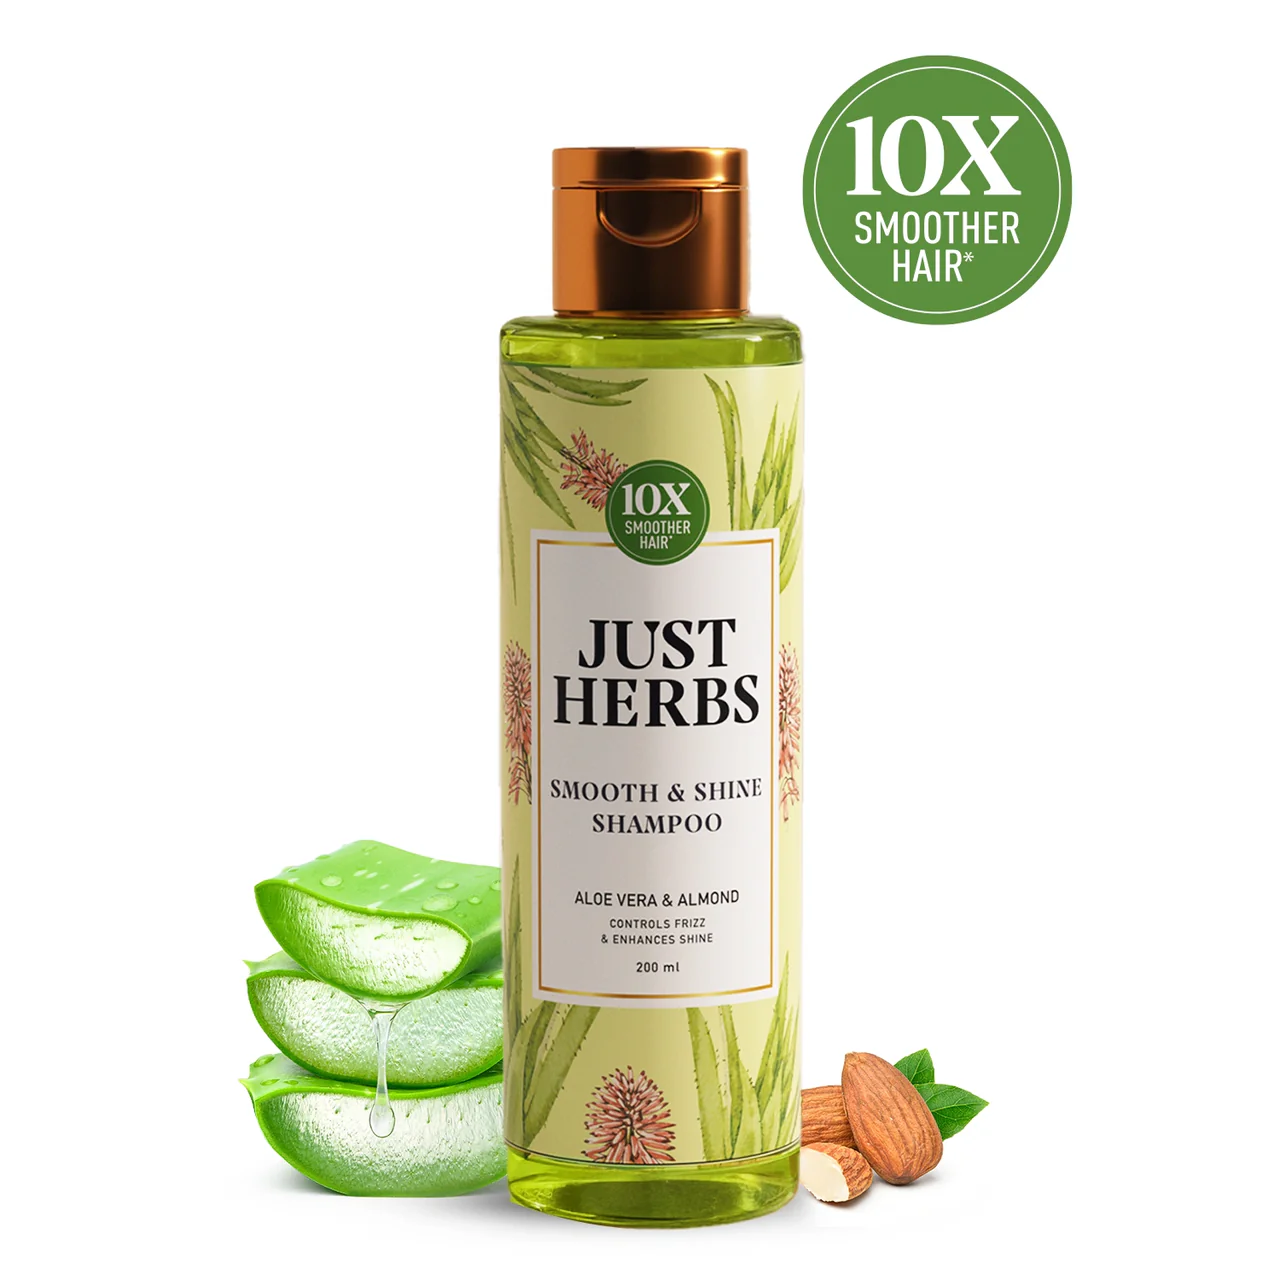 10X
SMOOTHER
HAIR*
10X
SMOOTHER
HAIR*
JUST
HERBS
SMOOTH & SHINE
SHAMPOO
ALOE VERA & ALMOND
CONTROLS FRIZZ
& ENHANCES SHINE
200 ml